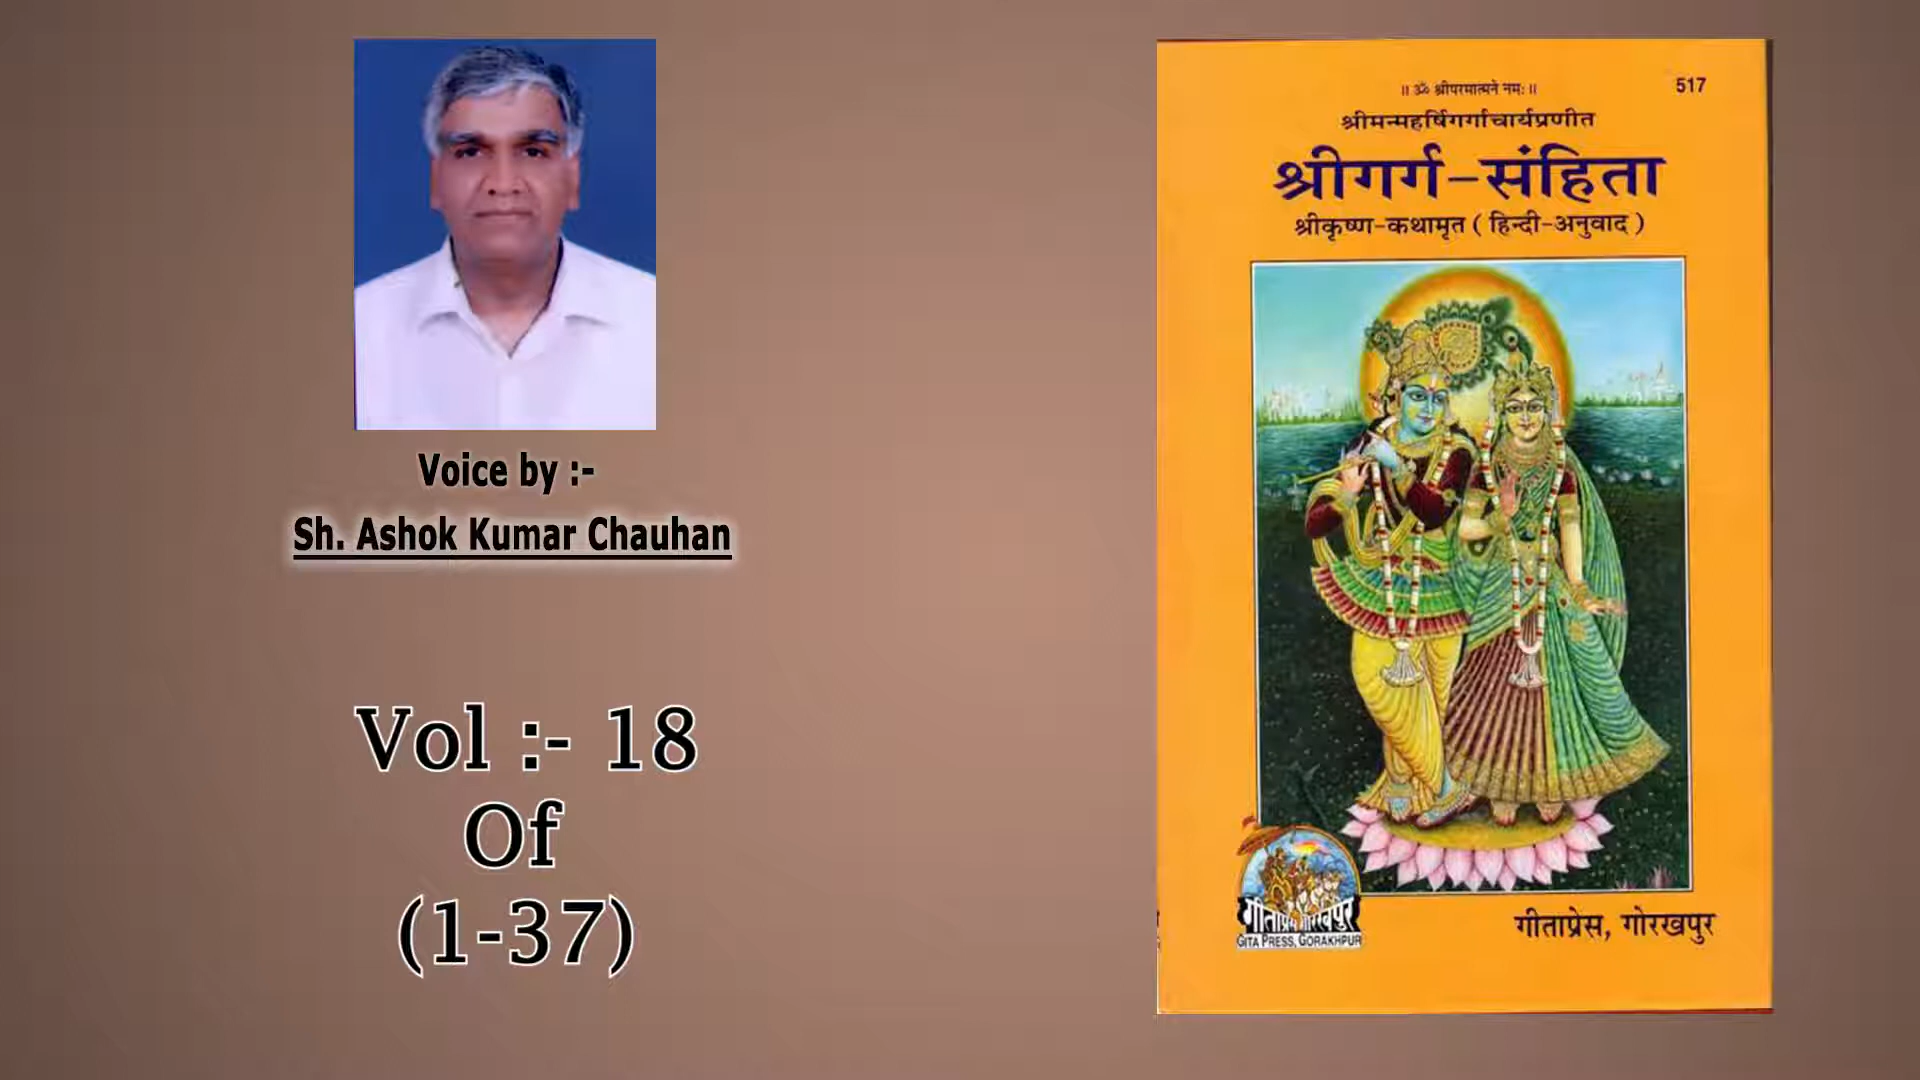 Voice by :-
Sh. Ashok Kumar Chauhan
Vol :- 18
Of
(1-37)
॥ ॐ श्रीपरमात्मने नमः ॥
517
श्रीमन्महर्षिगर्गाचार्यप्रणीत
श्रीगर्ग-संहिता
श्रीकृष्ण-कथामृत ( हिन्दी-अनुवाद )
गीताप्रेस गोरखपुर
GITA PRESS, GORAKHPUR
गीताप्रेस, गोरखपुर